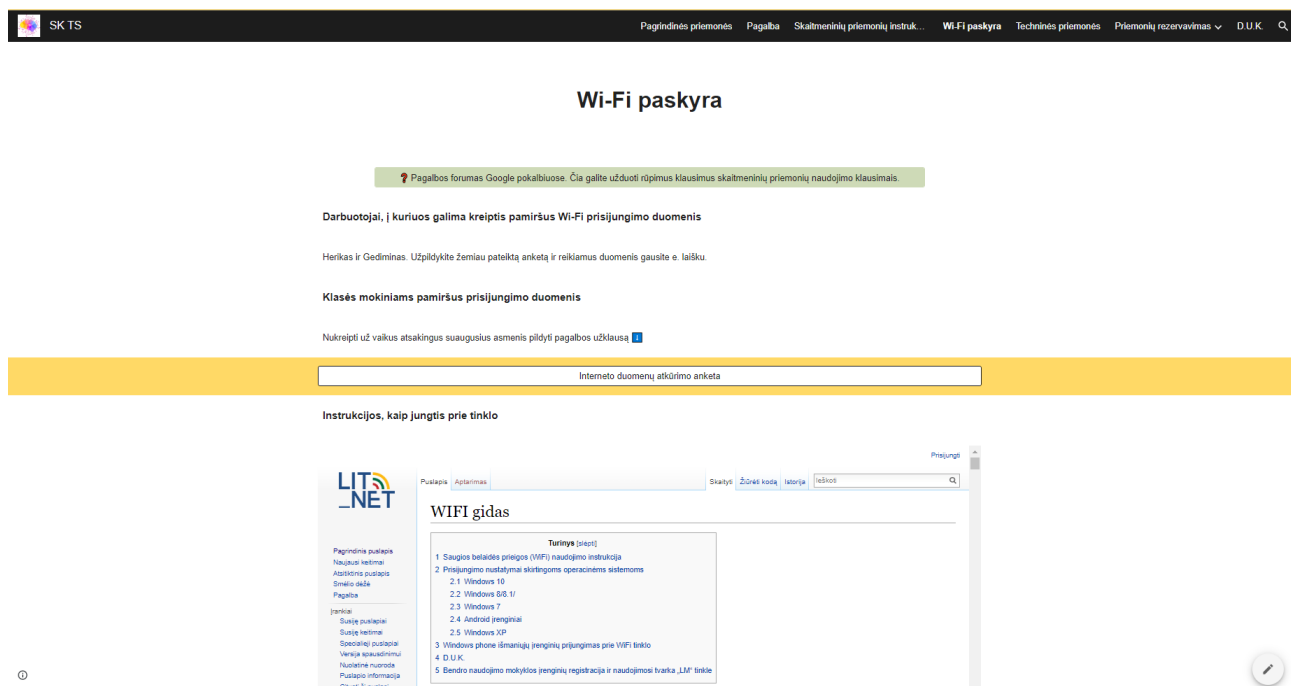 SK TS
Pagrindinės priemonės Pagalba Skaitmeninių priemonių instruk... Wi-Fi paskyra Techninės priemonės Priemonių rezervavimas D.U.K.
Wi-Fi paskyra
Pagalbos forumas Google pokalbiuose. Čia galite užduoti rūpimus klausimus skaitmeninių priemonių naudojimo klausimais.
Darbuotojai, į kuriuos galima kreiptis pamiršus Wi-Fi prisijungimo duomenis
Herikas ir Gediminas. Užpildykite žemiau pateiktą anketą ir reikiamus duomenis gausite e. laišku.
Klasės mokiniams pamiršus prisijungimo duomenis
Nukreipti už vaikus atsakingus suaugusius asmenis pildyti pagalbos užklausą
Interneto duomenų atkūrimo anketa
Instrukcijos, kaip jungtis prie tinklo
Prisijungti
LIT
_NET
Puslapis Aptarimas Skaityti Žiūrėti kodą Istorija Ieškoti
WIFI gidas
Turinys [slėpti]
1 Saugios belaidės prieigos (WiFi) naudojimo instrukcija
2 Prisijungimo nustatymai skirtingoms operacinėms sistemoms
2.1 Windows 10
2.2 Windows 8/8.1/
2.3 Windows 7
2.4 Android įrenginiai
2.5 Windows XP
3 Windows phone išmaniųjų įrenginių prijungimas prie WiFi tinklo
4 D.U.K.
5 Bendro naudojimo mokyklos įrenginių registracija ir naudojimosi tvarka „LM“ tinkle
Pagrindinis puslapis
Naujausi keitimai
Atsitiktinis puslapis
Smėlio dėžė
Pagalba
Įrankiai
Susiję puslapiai
Susiję keitimai
Specialieji puslapiai
Versija spausdinimui
Nuolatinė nuoroda
Puslapio informacija